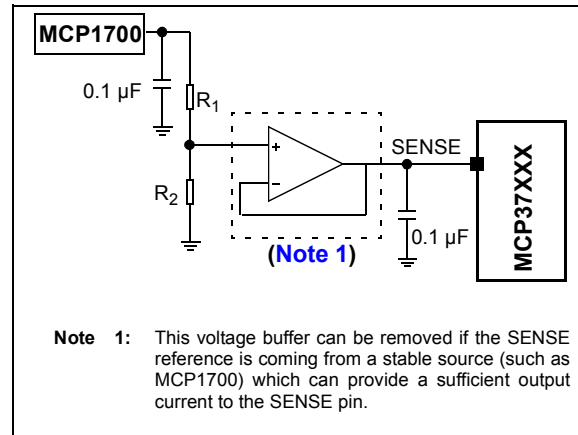 MCP1700
0.1 µF
R1
R2
+
–
SENSE
0.1 µF
MCP37XXX
(Note 1)
Note 1: This voltage buffer can be removed if the SENSE
reference is coming from a stable source (such as
MCP1700) which can provide a sufficient output
current to the SENSE pin.